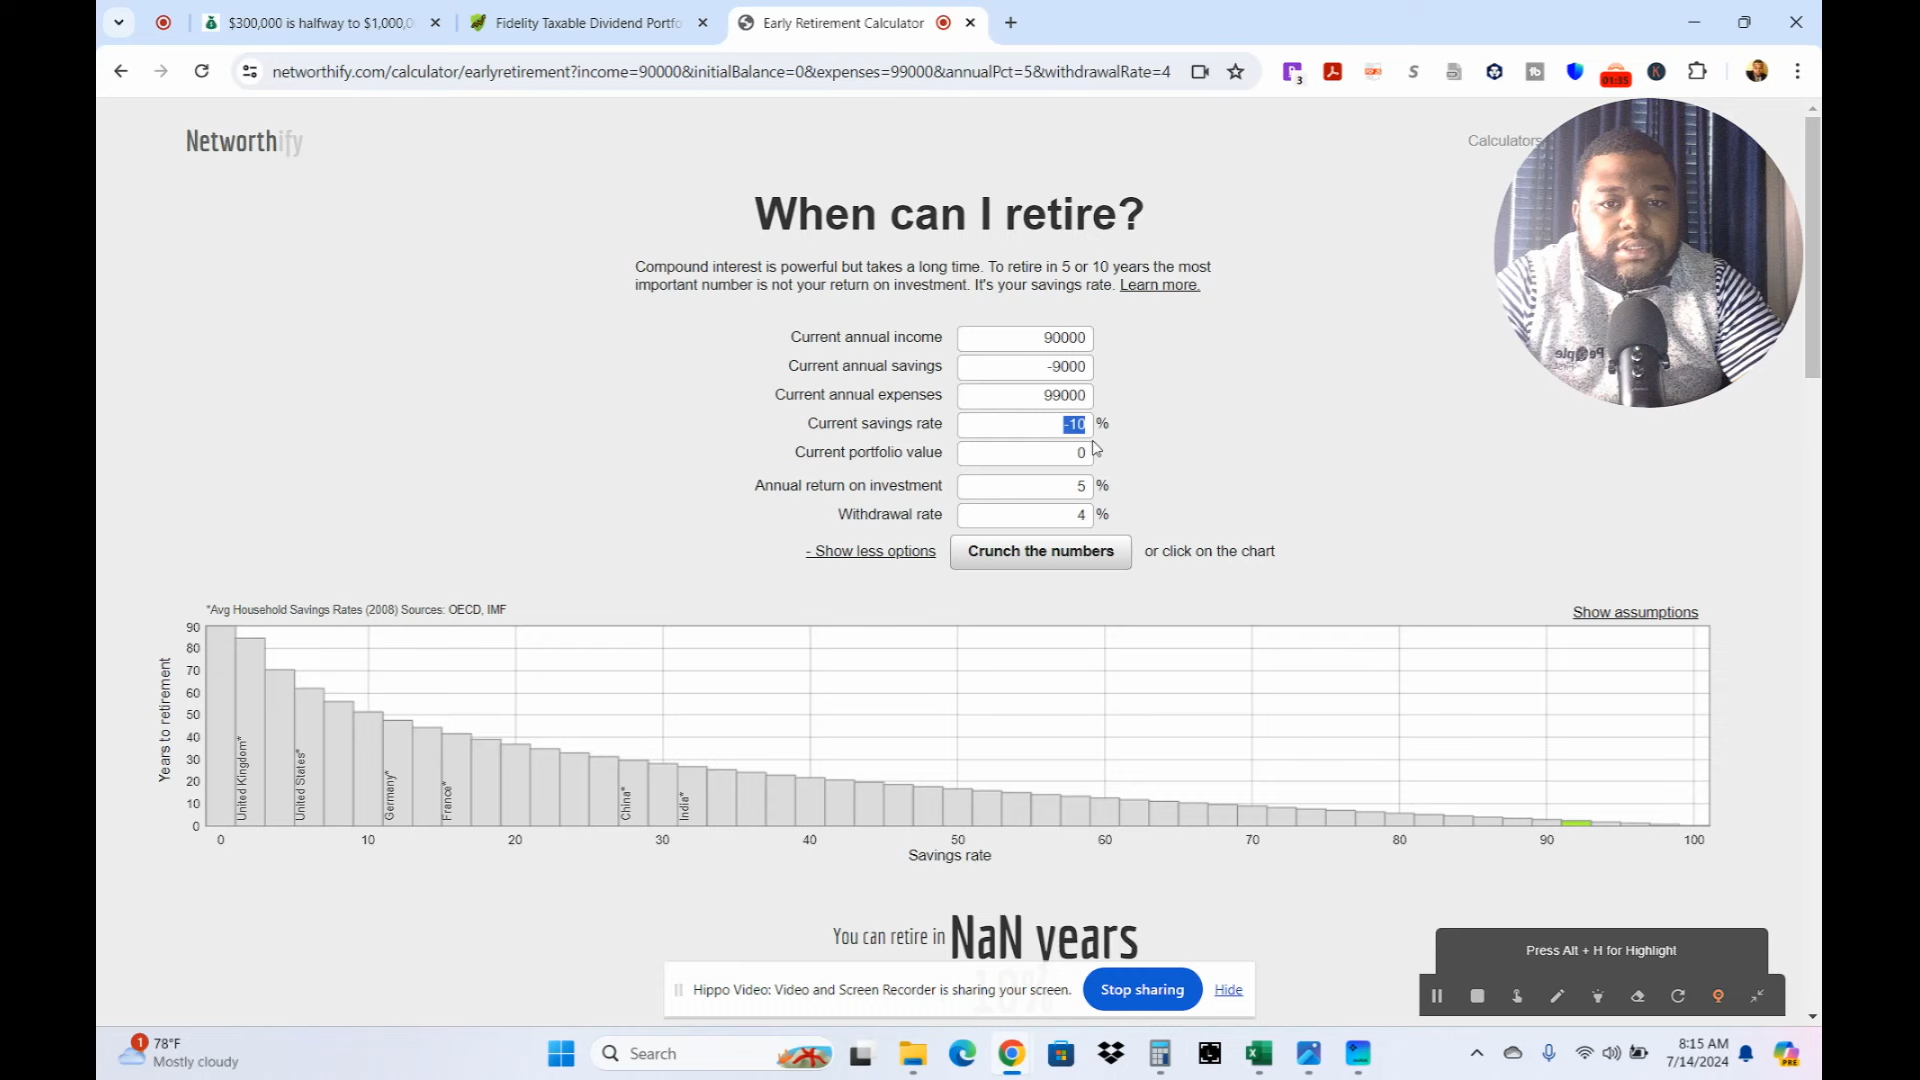 $300,000 is halfway to $1,000,0
Fidelity Taxable Dividend Portfo
Early Retirement Calculator
networthify.com/calculator/earlyretirement?income=90000&initialBalance=0&expenses=99000&annualPct=5&withdrawalRate=4
3
01:35
Networthify
Calculators
When can I retire?
Compound interest is powerful but takes a long time. To retire in 5 or 10 years the most
important number is not your return on investment. It's your savings rate. Learn more.
Current annual income 90000
Current annual savings -9000
Current annual expenses 99000
Current savings rate -10 %
Current portfolio value 0
Annual return on investment 5 %
Withdrawal rate 4 %
- Show less options Crunch the numbers or click on the chart
People
*Avg Household Savings Rates (2008) Sources: OECD, IMF
Show assumptions
Years to retirement
90
80
70
60
50
40
30
20
10
0
United Kingdom*
United States*
Germany*
France*
China*
India*
0 10 20 30 40 50 60 70 80 90 100
Savings rate
You can retire in NaN years
Press Alt + H for Highlight
Hippo Video: Video and Screen Recorder is sharing your screen. Stop sharing Hide
1
78°F
Mostly cloudy
Search
8:15 AM
7/14/2024
PRE